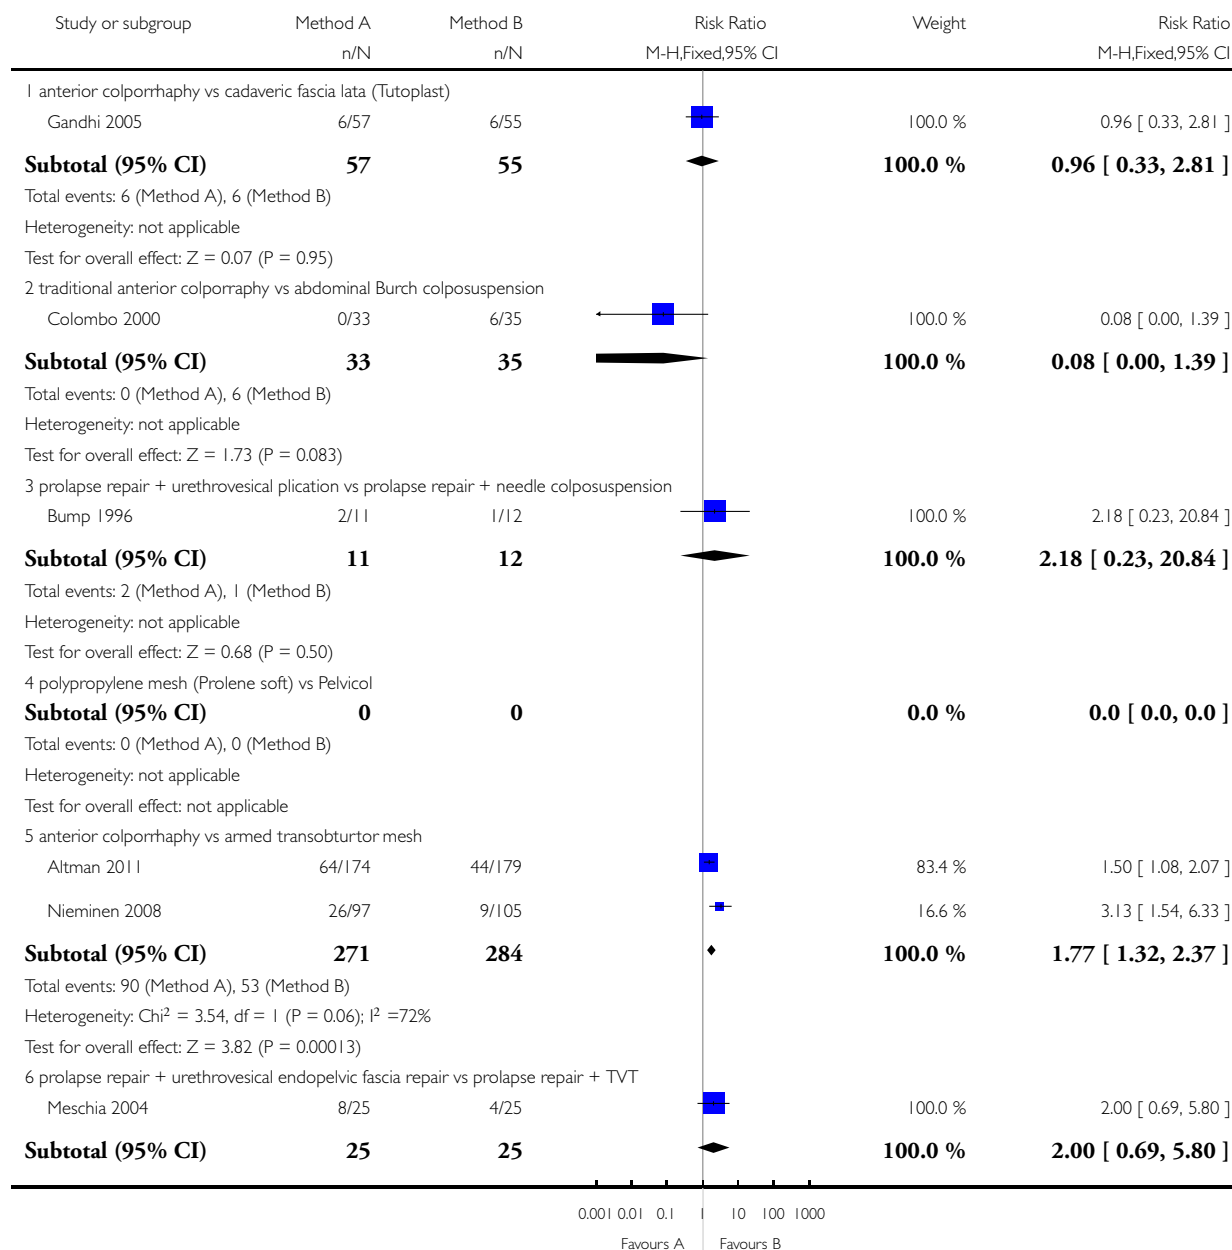 Study or subgroup Method A Method B Risk Ratio Weight Risk Ratio
n/N n/N M-H,Fixed,95% CI M-H,Fixed,95% CI
1 anterior colporrhaphy vs cadaveric fascia lata (Tutoplast)
Gandhi 2005 6/57 6/55 100.0 % 0.96 [ 0.33, 2.81 ]
Subtotal (95% CI) 57 55 100.0 % 0.96 [ 0.33, 2.81 ]
Total events: 6 (Method A), 6 (Method B)
Heterogeneity: not applicable
Test for overall effect: Z = 0.07 (P = 0.95)
2 traditional anterior colporraphy vs abdominal Burch colposuspension
Colombo 2000 0/33 6/35 100.0 % 0.08 [ 0.00, 1.39 ]
Subtotal (95% CI) 33 35 100.0 % 0.08 [ 0.00, 1.39 ]
Total events: 0 (Method A), 6 (Method B)
Heterogeneity: not applicable
Test for overall effect: Z = 1.73 (P = 0.083)
3 prolapse repair + urethrovesical plication vs prolapse repair + needle colposuspension
Bump 1996 2/11 1/12 100.0 % 2.18 [ 0.23, 20.84 ]
Subtotal (95% CI) 11 12 100.0 % 2.18 [ 0.23, 20.84 ]
Total events: 2 (Method A), 1 (Method B)
Heterogeneity: not applicable
Test for overall effect: Z = 0.68 (P = 0.50)
4 polypropylene mesh (Prolene soft) vs Pelvicol
Subtotal (95% CI) 0 0 0.0 % 0.0 [ 0.0, 0.0 ]
Total events: 0 (Method A), 0 (Method B)
Heterogeneity: not applicable
Test for overall effect: not applicable
5 anterior colporrhaphy vs armed transobturtor mesh
Altman 2011 64/174 44/179 83.4 % 1.50 [ 1.08, 2.07 ]
Nieminen 2008 26/97 9/105 16.6 % 3.13 [ 1.54, 6.33 ]
Subtotal (95% CI) 271 284 100.0 % 1.77 [ 1.32, 2.37 ]
Total events: 90 (Method A), 53 (Method B)
Heterogeneity: Chi² = 3.54, df = 1 (P = 0.06); I² =72%
Test for overall effect: Z = 3.82 (P = 0.00013)
6 prolapse repair + urethrovesical endopelvic fascia repair vs prolapse repair + TVT
Meschia 2004 8/25 4/25 100.0 % 2.00 [ 0.69, 5.80 ]
Subtotal (95% CI) 25 25 100.0 % 2.00 [ 0.69, 5.80 ]
0.001 0.01 0.1 1 10 100 1000
Favours A Favours B